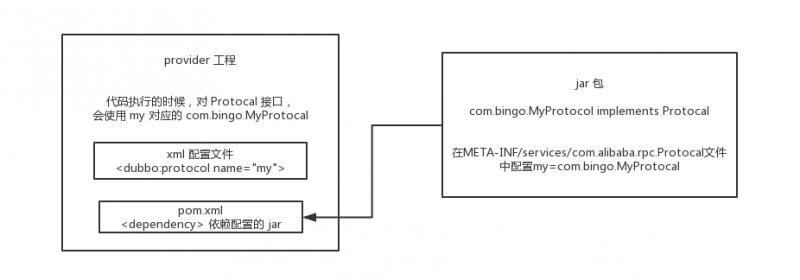 provider 工程
代码执行的时候，对 Protocal 接口，
会使用 my 对应的 com.bingo.MyProtocal
xml 配置文件
<dubbo:protocol name="my">
pom.xml
<dependency> 依赖配置的 jar
jar 包
com.bingo.MyProtocol implements Protocal
在META-INF/services/com.alibaba.rpc.Protocal文件
中配置my=com.bingo.MyProtocal